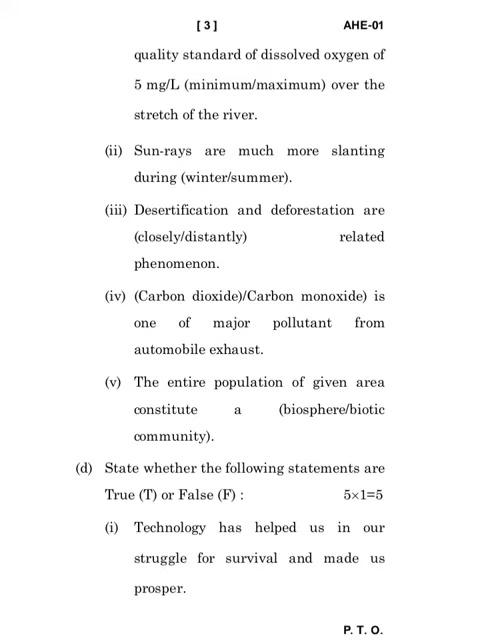 [ 3 ] AHE-01
quality standard of dissolved oxygen of
5 mg/L (minimum/maximum) over the
stretch of the river.
(ii) Sun-rays are much more slanting
during (winter/summer).
(iii) Desertification and deforestation are
(closely/distantly) related
phenomenon.
(iv) (Carbon dioxide)/Carbon monoxide) is
one of major pollutant from
automobile exhaust.
(v) The entire population of given area
constitute a (biosphere/biotic
community).
(d) State whether the following statements are
True (T) or False (F) : 5×1=5
(i) Technology has helped us in our
struggle for survival and made us
prosper.
P. T. O.